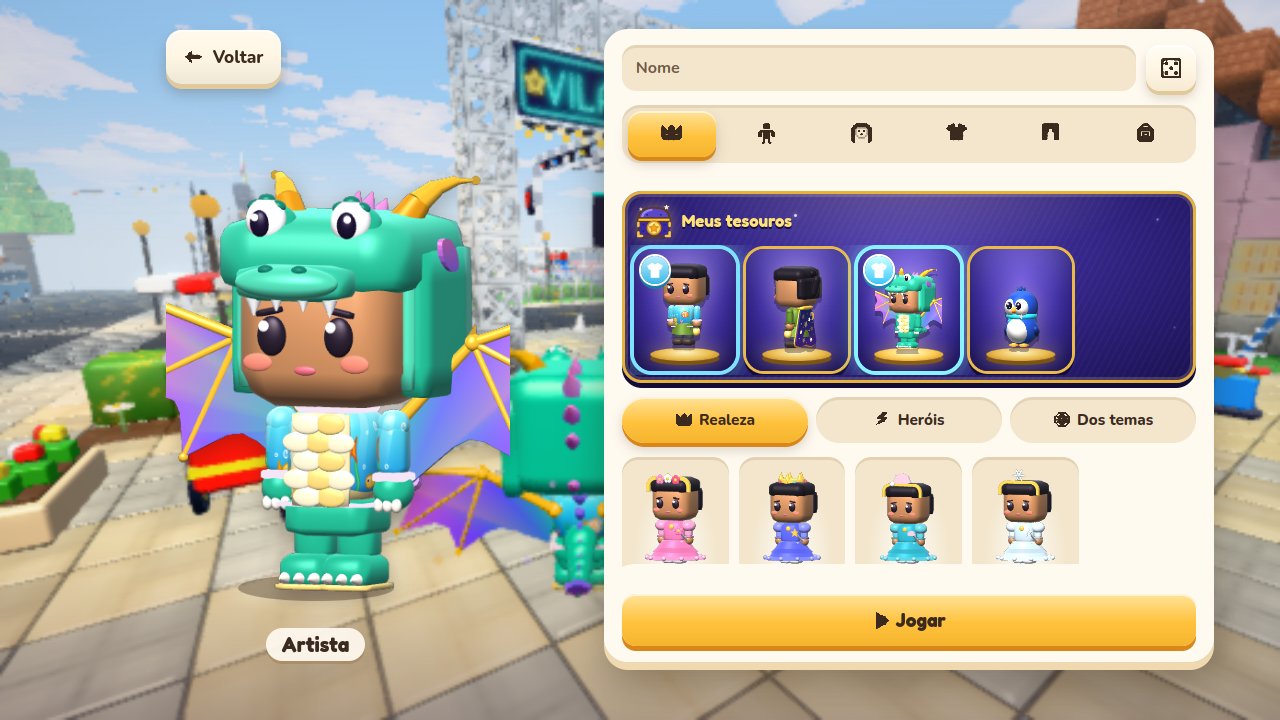 Voltar
Nome
Meus tesouros
Realeza
Heróis
Dos temas
Jogar
Artista